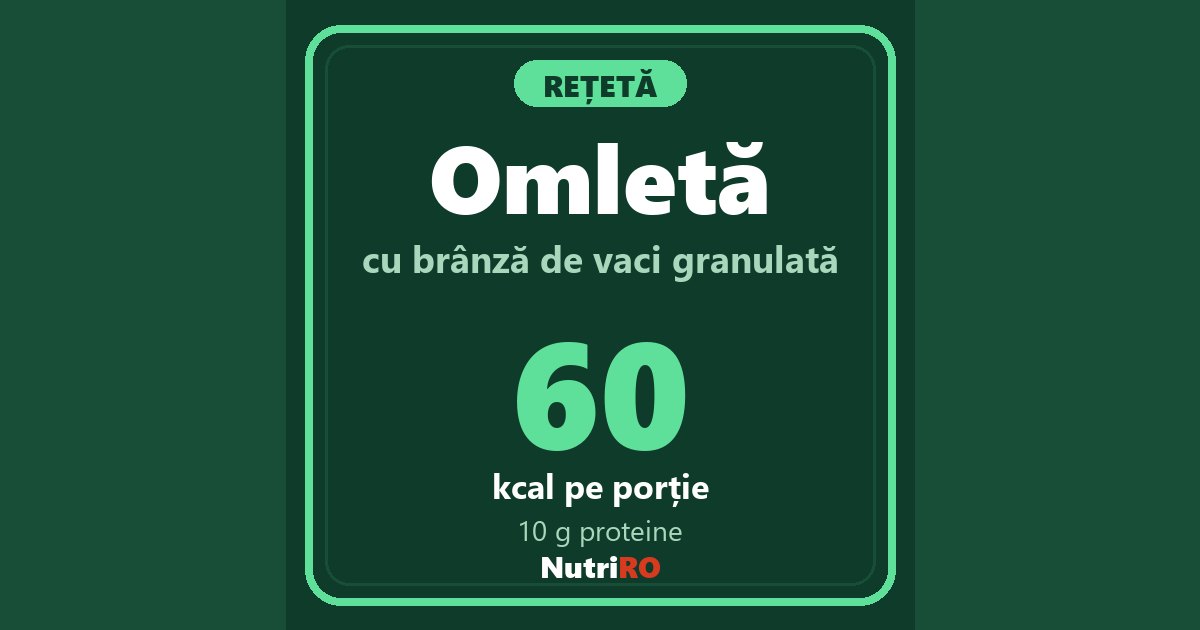 REȚETĂ
Omletă
cu brânză de vaci granulată
60
kcal pe porție
10 g proteine
NutriRO